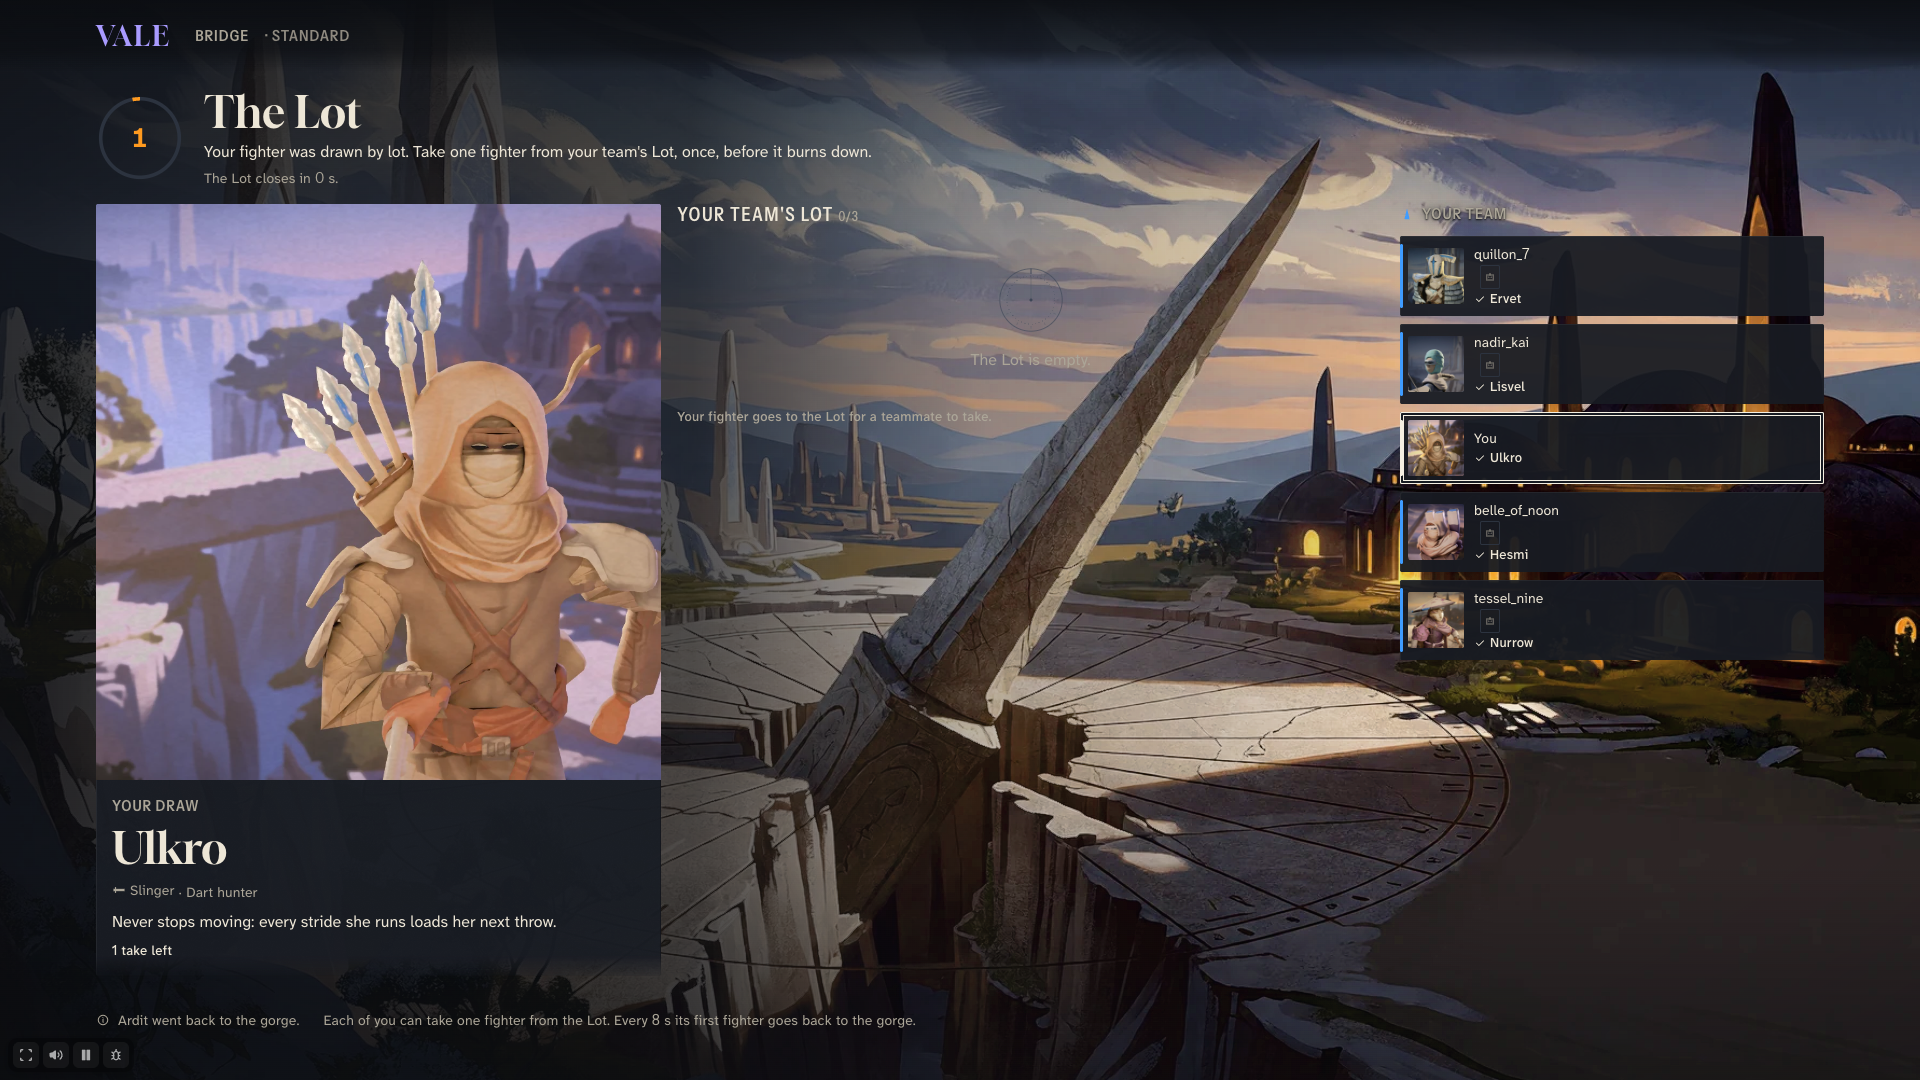 VALE BRIDGE · STANDARD
1
The Lot
Your fighter was drawn by lot. Take one fighter from your team's Lot, once, before it burns down.
The Lot closes in 0 s.
YOUR TEAM'S LOT 0/3
The Lot is empty.
Your fighter goes to the Lot for a teammate to take.
YOUR TEAM
quillon_7
Ervet
nadir_kai
Lisvel
You
Ulkro
belle_of_noon
Hesmi
tessel_nine
Nurrow
YOUR DRAW
Ulkro
Slinger · Dart hunter
Never stops moving: every stride she runs loads her next throw.
1 take left
Ardit went back to the gorge. Each of you can take one fighter from the Lot. Every 8 s its first fighter goes back to the gorge.